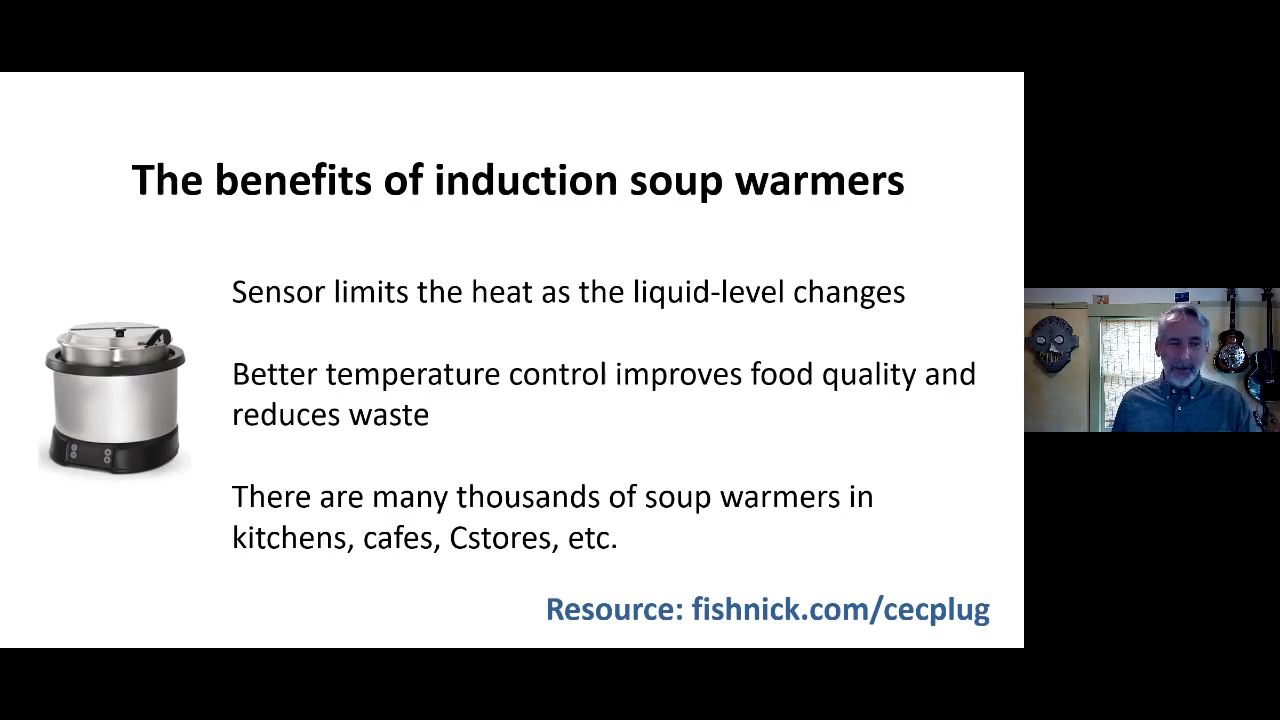 The benefits of induction soup warmers
Sensor limits the heat as the liquid-level changes
Better temperature control improves food quality and
reduces waste
There are many thousands of soup warmers in
kitchens, cafes, Cstores, etc.
Resource: fishnick.com/cecplug